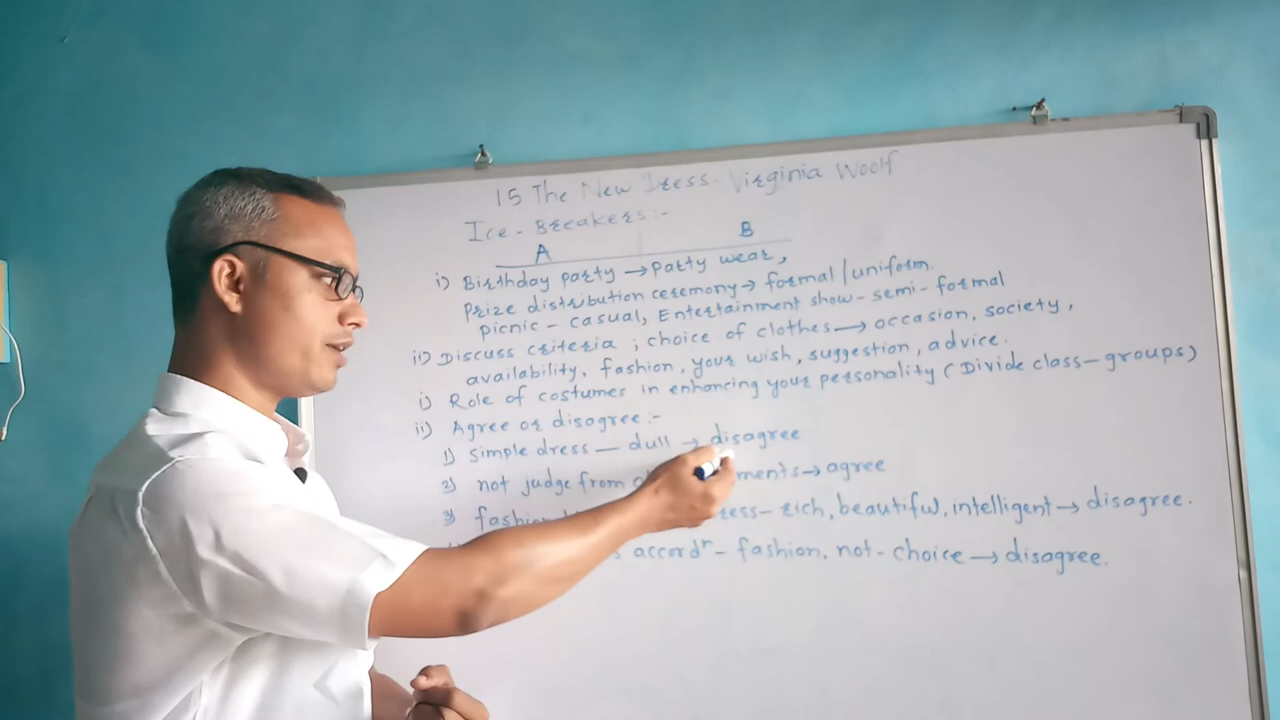 15 The New Dress - Virginia Woolf
Ice-Breakers:-
A B
i) Birthday party → Party wear,
Prize distribution ceremony → formal/uniform.
picnic - casual, Entertainment show - semi-formal
ii) Discuss criteria ; choice of clothes → occasion, society,
availability, fashion, your wish, suggestion, advice.
i) Role of costumes in enhancing your personality (Divide class-groups)
ii) Agree or disagree:-
1) Simple dress — dull → disagree
2) not judge from ments → agree
3) fashion ess - rich, beautiful, intelligent → disagree.
accordⁿ - fashion, not - choice → disagree.